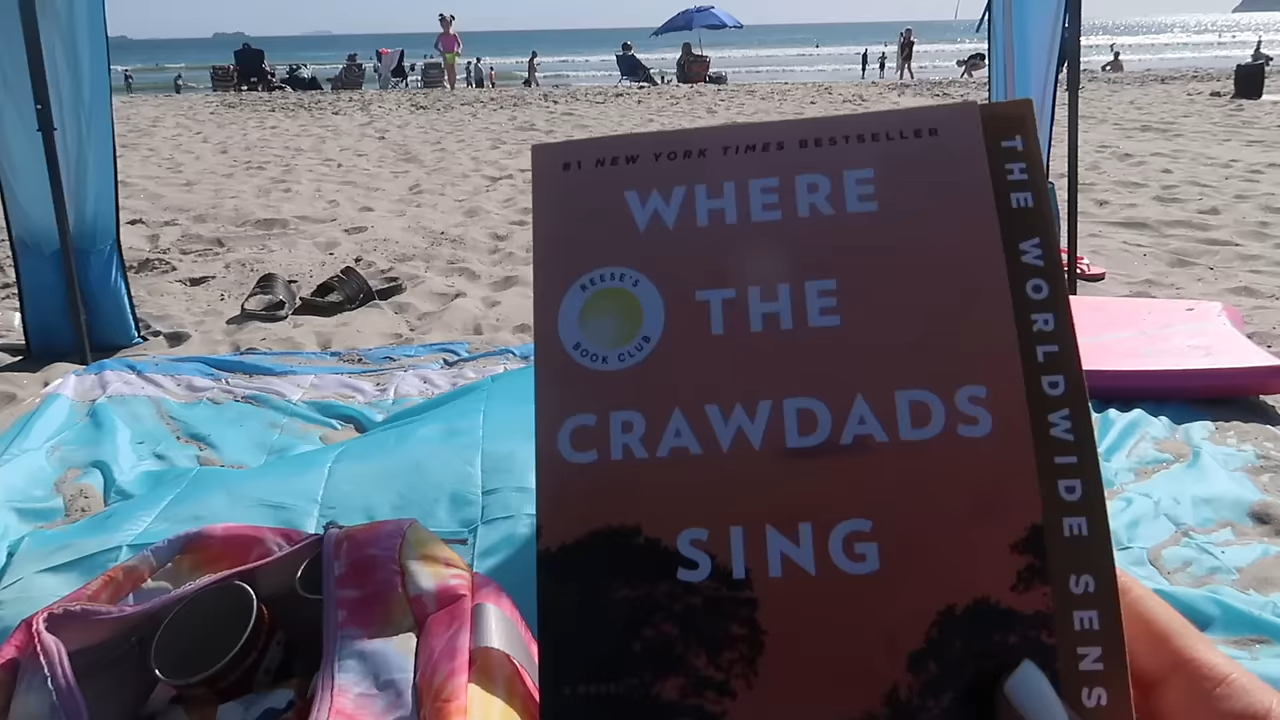 #1 NEW YORK TIMES BESTSELLER
WHERE
THE
CRAWDADS
SING
REESE'S
BOOK CLUB
THE WORLDWIDE SENS